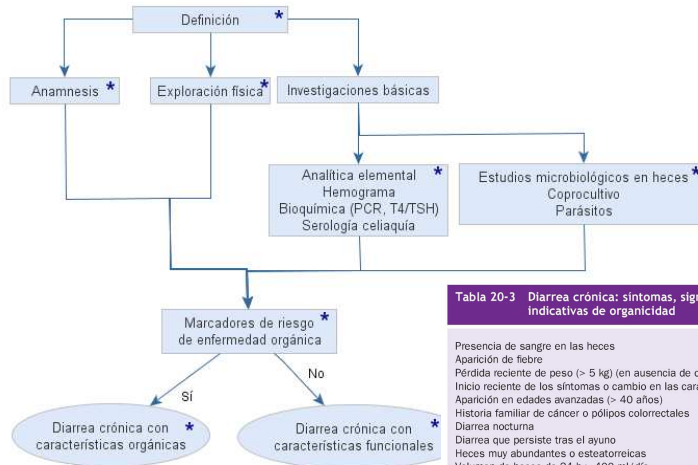 Definición *
Anamnesis *
Exploración física *
Investigaciones básicas
Analítica elemental *
Hemograma
Bioquímica (PCR, T4/TSH)
Serología celiaquía
Estudios microbiológicos en heces *
Coprocultivo
Parásitos
Marcadores de riesgo *
de enfermedad orgánica
Sí
No
Diarrea crónica con *
características orgánicas
Diarrea crónica con *
características funcionales
Tabla 20-3 Diarrea crónica: síntomas,
indicativas de organicidad
Presencia de sangre en las heces
Aparición de fiebre
Pérdida reciente de peso (> 5 kg) (en ausencia de
Inicio reciente de los síntomas o cambio en las
Aparición en edades avanzadas (> 40 años)
Historia familiar de cáncer o pólipos colorrectales
Diarrea nocturna
Diarrea que persiste tras el ayuno
Heces muy abundantes o esteatorreicas